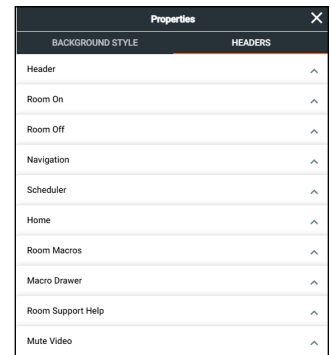 Properties
BACKGROUND STYLE HEADERS
Header
Room On
Room Off
Navigation
Scheduler
Home
Room Macros
Macro Drawer
Room Support Help
Mute Video